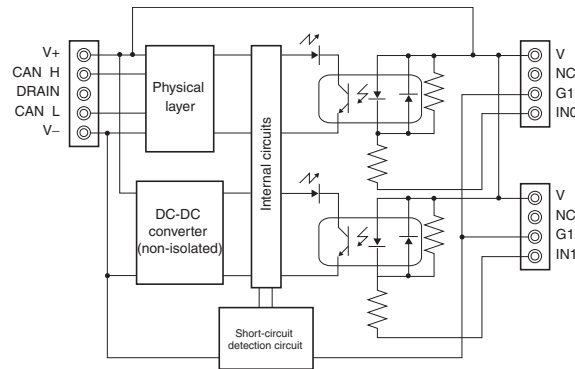 V+
CAN H
DRAIN
CAN L
V–
Physical
layer
DC-DC
converter
(non-isolated)
Internal circuits
Short-circuit
detection circuit
V
NC
G1
IN0
V
NC
G1
IN1